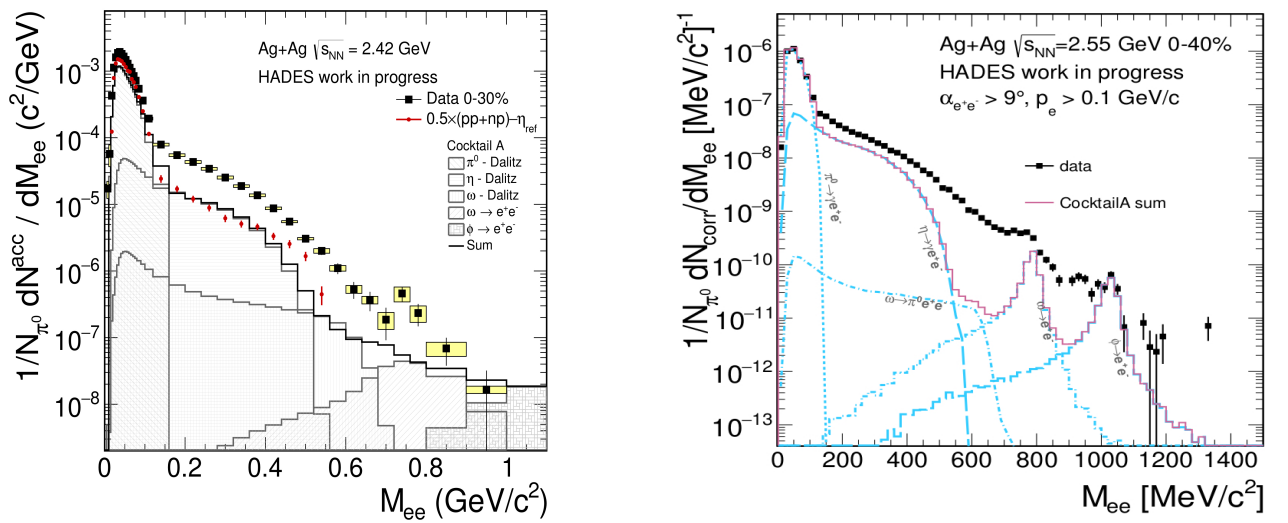 1/N_π⁰ dN^acc / dM_ee (c²/GeV)
10⁻³
10⁻⁴
10⁻⁵
10⁻⁶
10⁻⁷
10⁻⁸
Ag+Ag √s_NN = 2.42 GeV
HADES work in progress
Data 0-30%
0.5×(pp+np)−η_ref
Cocktail A
π⁰ - Dalitz
η - Dalitz
ω - Dalitz
ω → e⁺e⁻
ϕ → e⁺e⁻
Sum
0 0.2 0.4 0.6 0.8 1
M_ee (GeV/c²)
1/N_π⁰ dN_corr/dM_ee [MeV/c²]⁻¹
10⁻⁶
10⁻⁷
10⁻⁸
10⁻⁹
10⁻¹⁰
10⁻¹¹
10⁻¹²
10⁻¹³
Ag+Ag √s_NN=2.55 GeV 0-40%
HADES work in progress
α_e⁺e⁻ > 9°, p_e > 0.1 GeV/c
data
CocktailA sum
π⁰→γe⁺e⁻
η→γe⁺e⁻
ω→π⁰e⁺e⁻
ω→e⁺e⁻
ϕ→e⁺e⁻
0 200 400 600 800 1000 1200 1400
M_ee [MeV/c²]